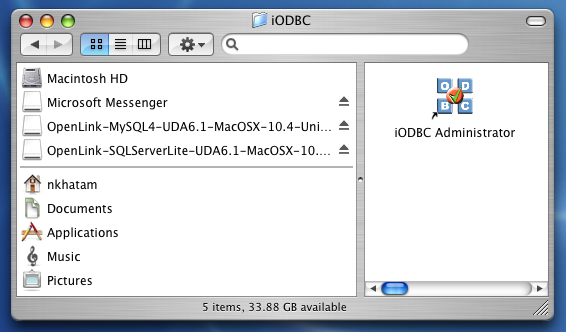 iODBC
Macintosh HD
Microsoft Messenger
OpenLink-MySQL4-UDA6.1-MacOSX-10.4-Uni...
OpenLink-SQLServerLite-UDA6.1-MacOSX-10....
nkhatam
Documents
Applications
Music
Pictures
O D
B C
iODBC Administrator
5 items, 33.88 GB available